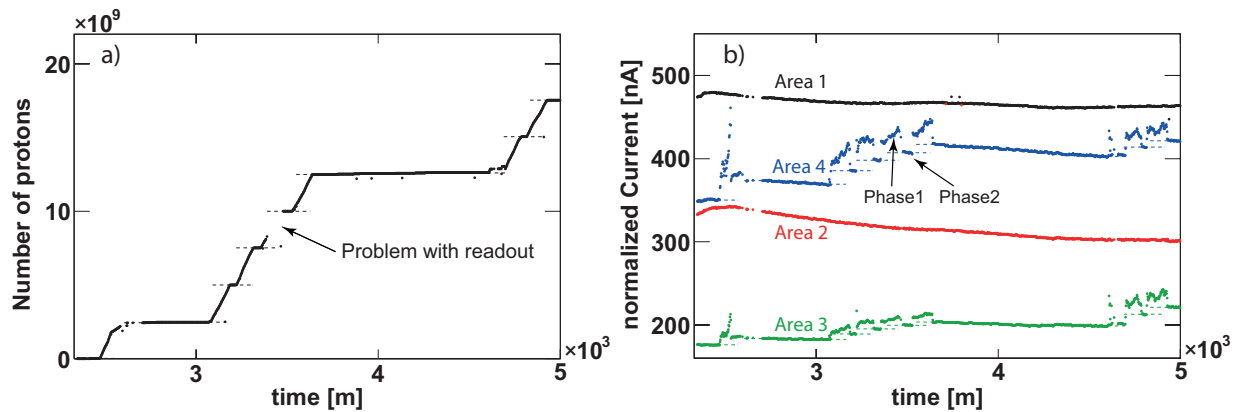 ×10⁹
a)
20
10
0
Number of protons
Problem with readout
3
4
5
×10³
time [m]
b)
500
400
300
200
normalized Current [nA]
Area 1
Area 4
Phase1
Phase2
Area 2
Area 3
3
4
5
×10³
time [m]